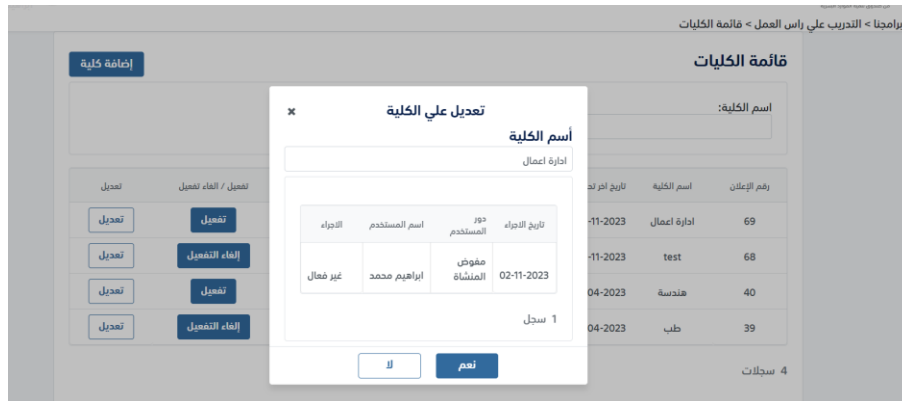 برامجنا > التدريب علي راس العمل > قائمة الكليات
قائمة الكليات
إضافة كلية
اسم الكلية:
رقم الإعلان اسم الكلية تاريخ اخر تفعيل / الغاء تفعيل تعديل
69 ادارة اعمال -11-2023 تفعيل تعديل
68 test -11-2023 إلغاء التفعيل تعديل
40 هندسة 04-2023 تفعيل تعديل
39 طب 04-2023 إلغاء التفعيل تعديل
4 سجلات
تعديل علي الكلية
×
أسم الكلية
ادارة اعمال
تاريخ الاجراء دور المستخدم اسم المستخدم الاجراء
02-11-2023 مفوض المنشاة ابراهيم محمد غير فعال
1 سجل
نعم
لا